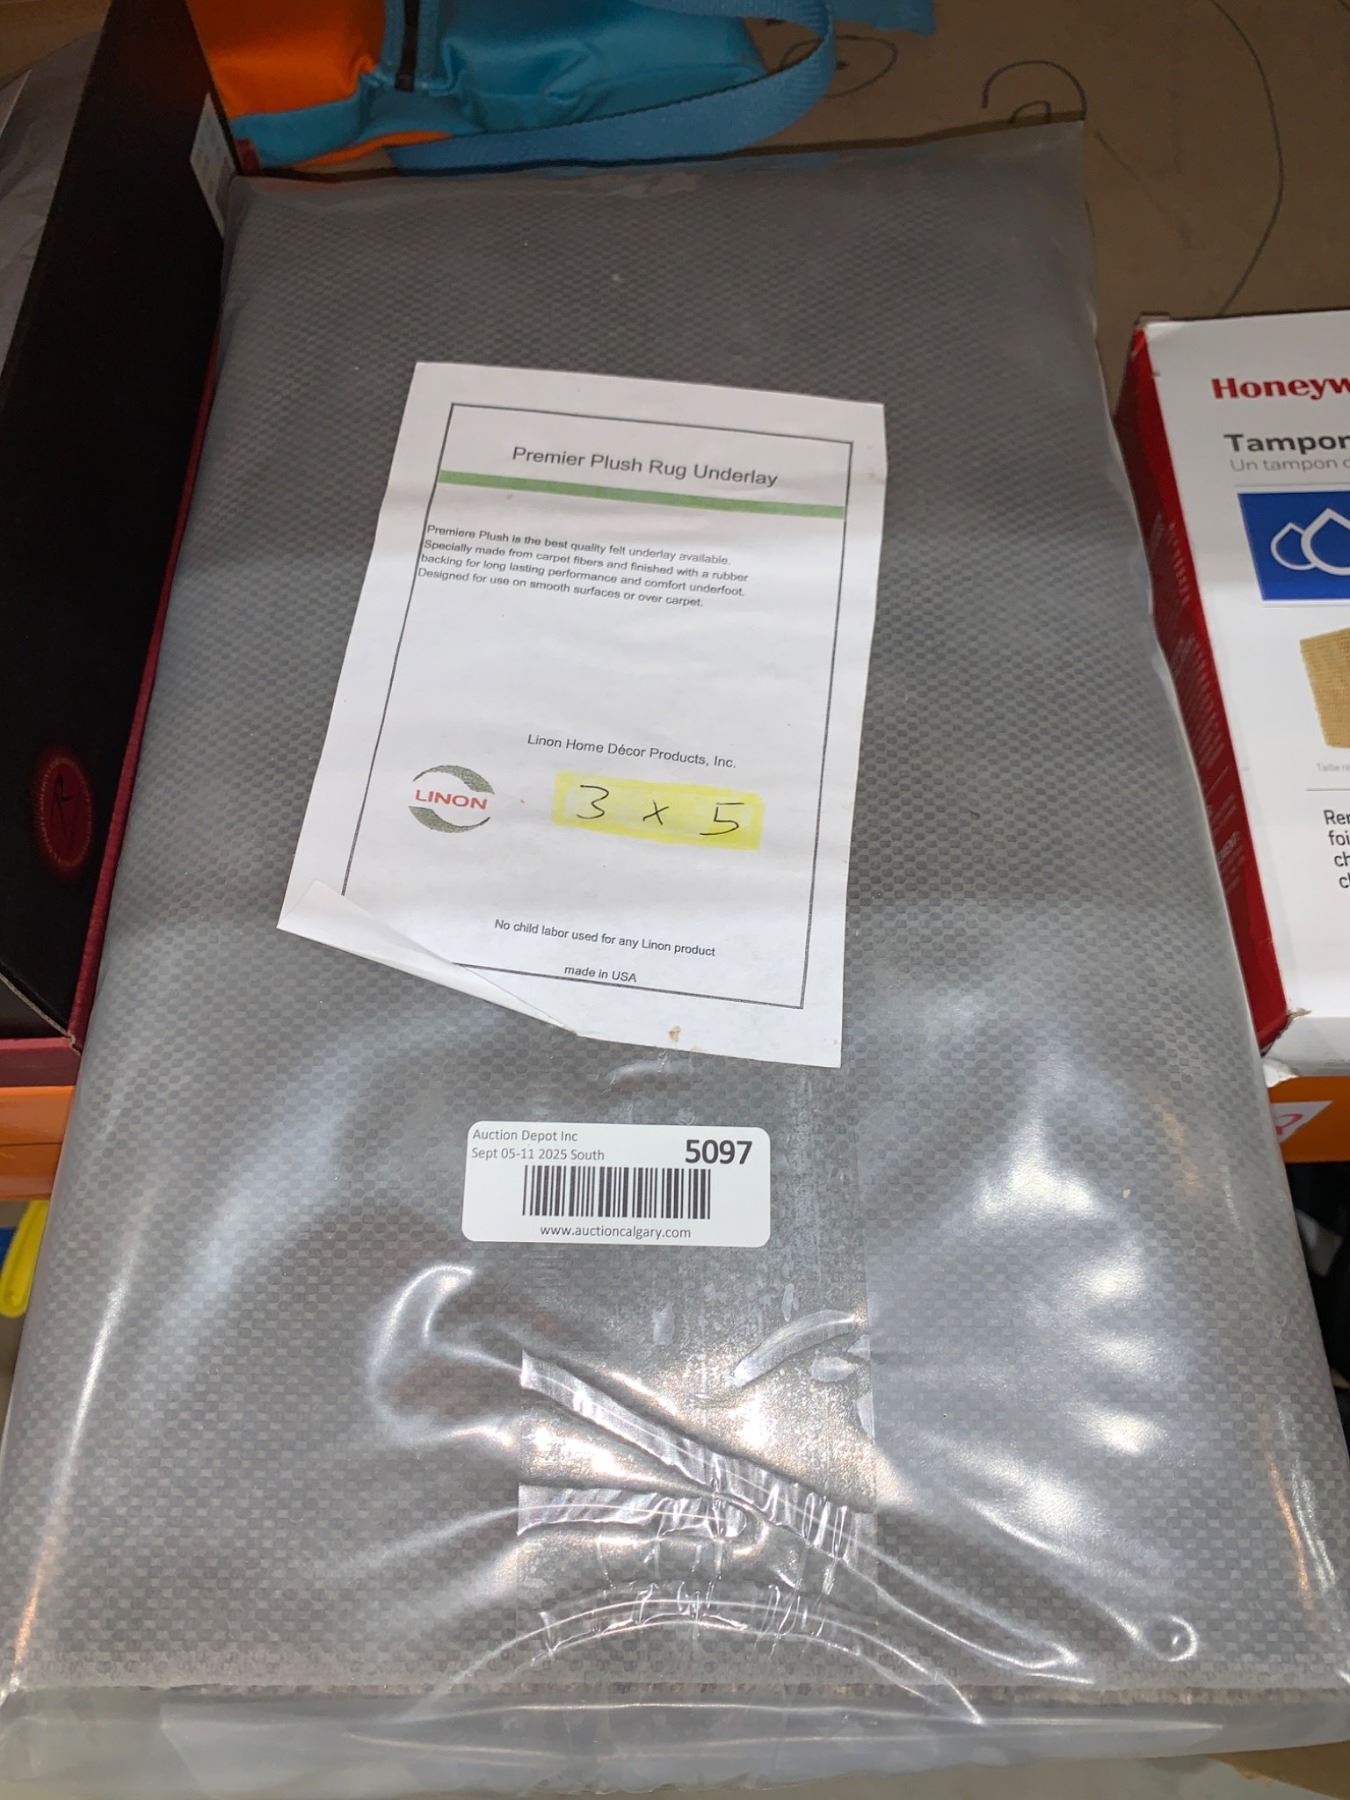 Premier Plush Rug Underlay
Premiere Plush is the best quality felt underlay available.
Specially made from carpet fibers and finished with a rubber
backing for long lasting performance and comfort underfoot.
Designed for use on smooth surfaces or over carpet.
Linon Home Décor Products, Inc.
LINON
3 x 5
No child labor used for any Linon product
made in USA
Auction Depot Inc
Sept 05-11 2025 South
5097
www.auctioncalgary.com
Honeyw
Tampon
Un tampon